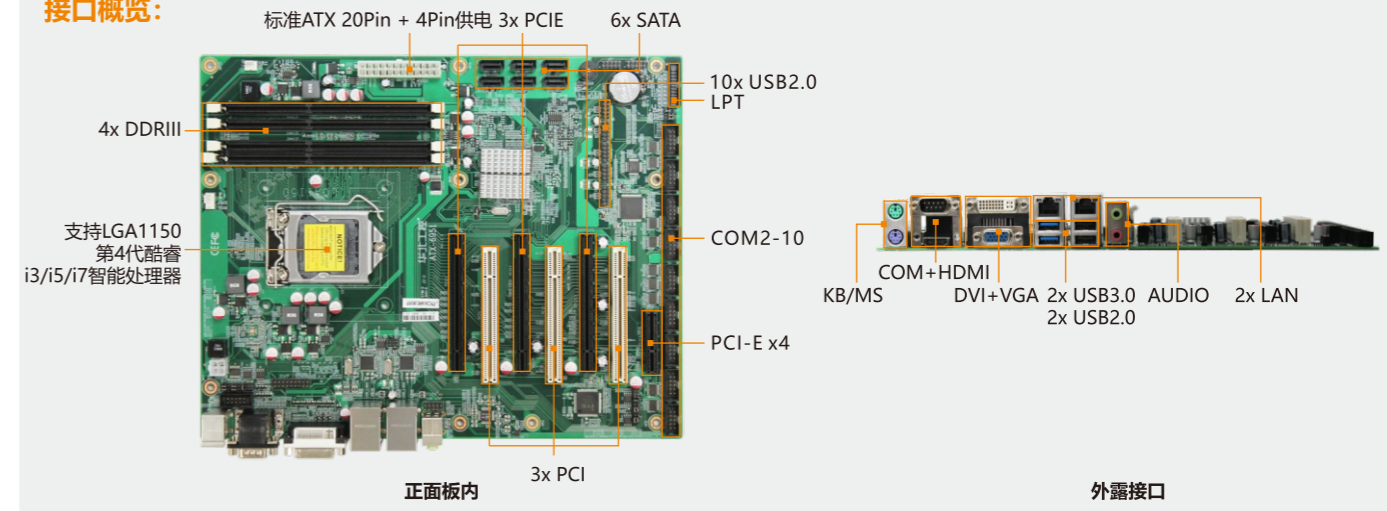 接口概览：
标准ATX 20Pin + 4Pin供电
3x PCIE
6x SATA
10x USB2.0
LPT
4x DDRIII
支持LGA1150
第4代酷睿
i3/i5/i7智能处理器
COM2-10
PCI-E x4
3x PCI
正面板内
NOTICE!
KB/MS
COM+HDMI
DVI+VGA
2x USB3.0
2x USB2.0
AUDIO
2x LAN
外露接口